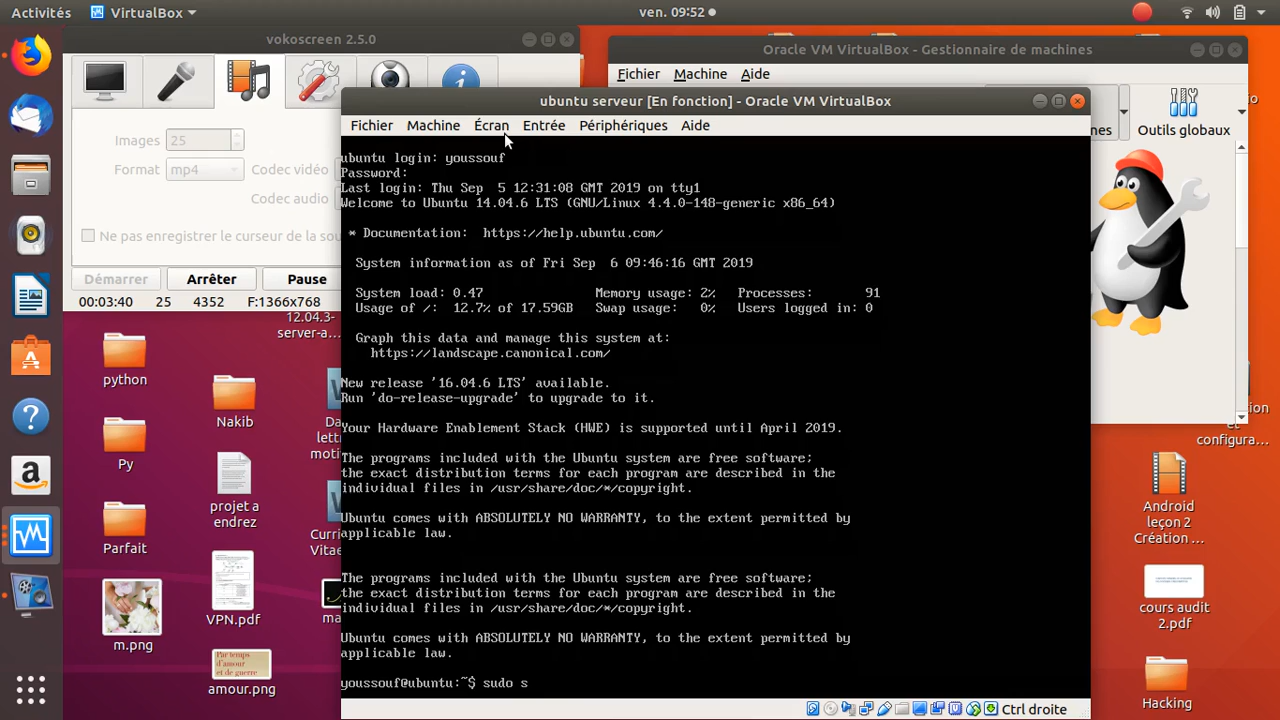 Activités VirtualBox ven. 09:52
vokoscreen 2.5.0
Images 25
Format mp4 Codec vidéo
Codec audio
Ne pas enregistrer le curseur de la sou
Démarrer Arrêter Pause
00:03:40 25 4352 F:1366x768
Oracle VM VirtualBox - Gestionnaire de machines
Fichier Machine Aide
Outils globaux
ubuntu serveur [En fonction] - Oracle VM VirtualBox
Fichier Machine Écran Entrée Périphériques Aide
ubuntu login: youssouf
Password:
Last login: Thu Sep  5 12:31:08 GMT 2019 on tty1
Welcome to Ubuntu 14.04.6 LTS (GNU/Linux 4.4.0-148-generic x86_64)
* Documentation:  https://help.ubuntu.com/
System information as of Fri Sep  6 09:46:16 GMT 2019
System load: 0.47 Memory usage: 2% Processes: 91
Usage of /: 12.7% of 17.59GB Swap usage: 0% Users logged in: 0
Graph this data and manage this system at:
https://landscape.canonical.com/
New release '16.04.6 LTS' available.
Run 'do-release-upgrade' to upgrade to it.
Your Hardware Enablement Stack (HWE) is supported until April 2019.
The programs included with the Ubuntu system are free software;
the exact distribution terms for each program are described in the
individual files in /usr/share/doc/*/copyright.
Ubuntu comes with ABSOLUTELY NO WARRANTY, to the extent permitted by
applicable law.
The programs included with the Ubuntu system are free software;
the exact distribution terms for each program are described in the
individual files in /usr/share/doc/*/copyright.
Ubuntu comes with ABSOLUTELY NO WARRANTY, to the extent permitted by
applicable law.
youssouf@ubuntu:~$ sudo s
Ctrl droite
12.04.3-
server-a
python
Nakib
Py
projet a
endrez
Parfait
VPN.pdf
m.png
Par temps
d'amour
et de guerre
amour.png
Da
lett
moti
Curri
Vitae
ma
et
configura...
Android
leçon 2
Création ...
cours audit
2.pdf
Hacking